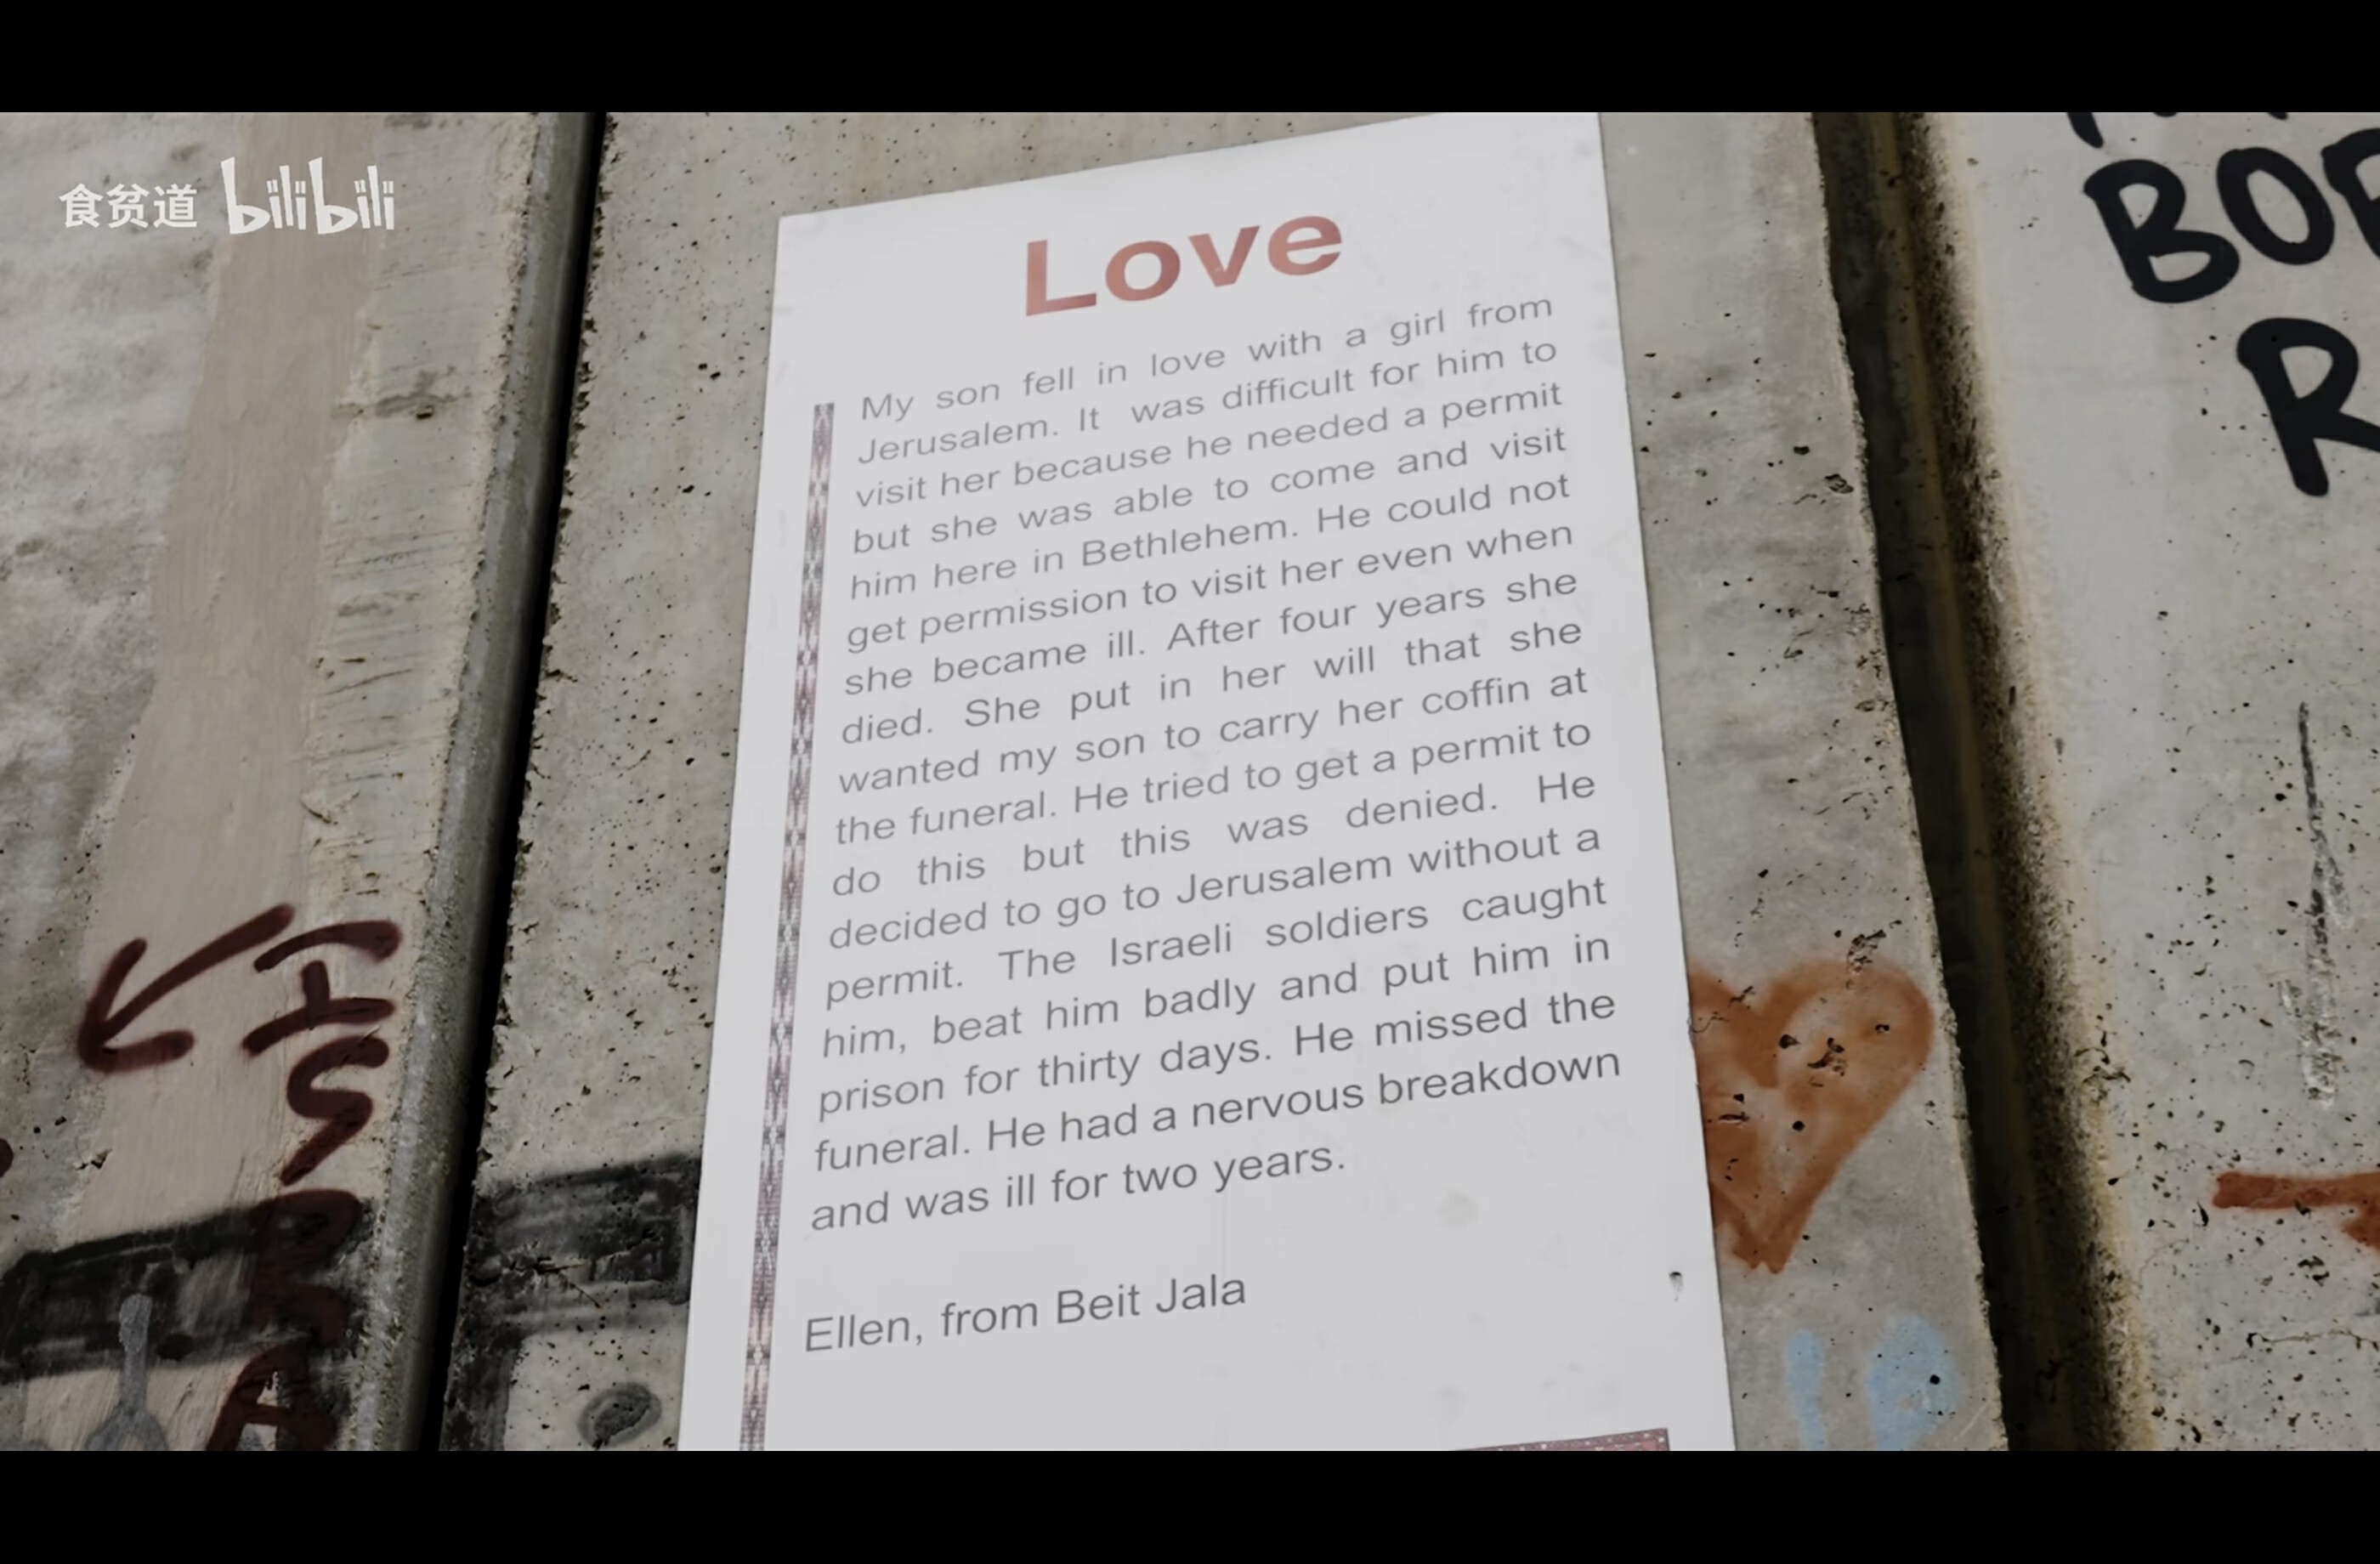 食贫道 bilibili
Love
My son fell in love with a girl from
Jerusalem. It was difficult for him to
visit her because he needed a permit
but she was able to come and visit
him here in Bethlehem. He could not
get permission to visit her even when
she became ill. After four years she
died. She put in her will that she
wanted my son to carry her coffin at
the funeral. He tried to get a permit to
do this but this was denied. He
decided to go to Jerusalem without a
permit. The Israeli soldiers caught
him, beat him badly and put him in
prison for thirty days. He missed the
funeral. He had a nervous breakdown
and was ill for two years.
Ellen, from Beit Jala
BO
R